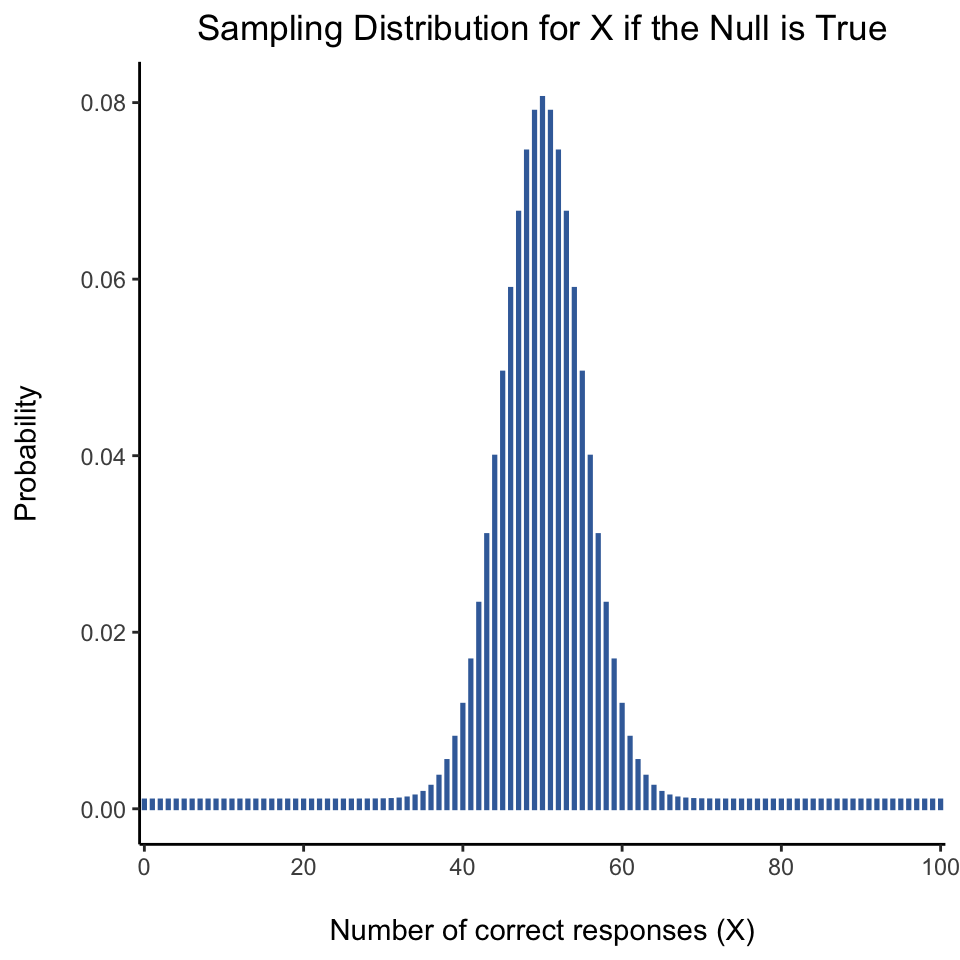 Sampling Distribution for X if the Null is True
0.08
0.06
0.04
0.02
0.00
Probability
0 20 40 60 80 100
Number of correct responses (X)